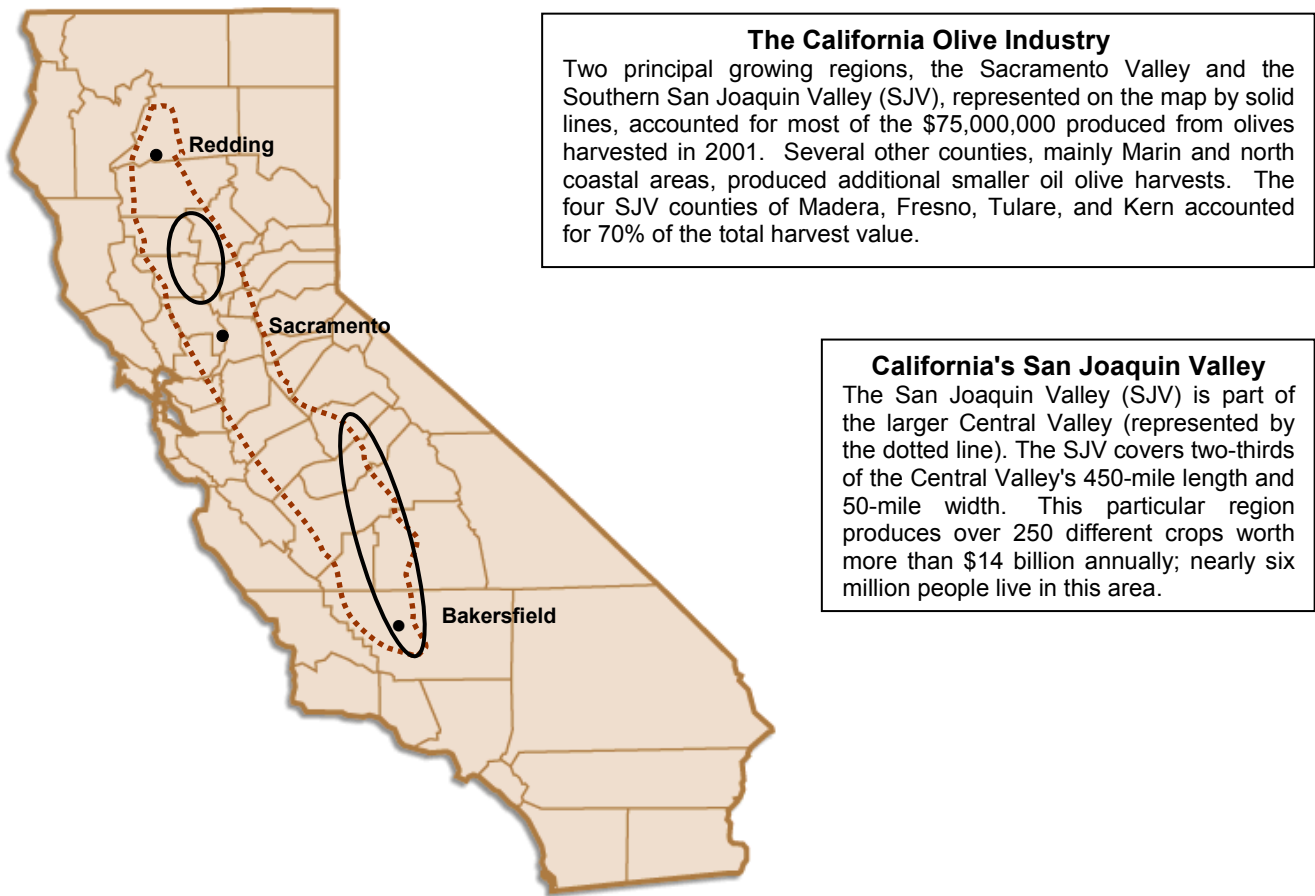 The California Olive Industry
Two principal growing regions, the Sacramento Valley and the
Southern San Joaquin Valley (SJV), represented on the map by solid
lines, accounted for most of the $75,000,000 produced from olives
harvested in 2001. Several other counties, mainly Marin and north
coastal areas, produced additional smaller oil olive harvests. The
four SJV counties of Madera, Fresno, Tulare, and Kern accounted
for 70% of the total harvest value.
Redding
Sacramento
California's San Joaquin Valley
The San Joaquin Valley (SJV) is part of
the larger Central Valley (represented by
the dotted line). The SJV covers two-thirds
of the Central Valley's 450-mile length and
50-mile width. This particular region
produces over 250 different crops worth
more than $14 billion annually; nearly six
million people live in this area.
Bakersfield